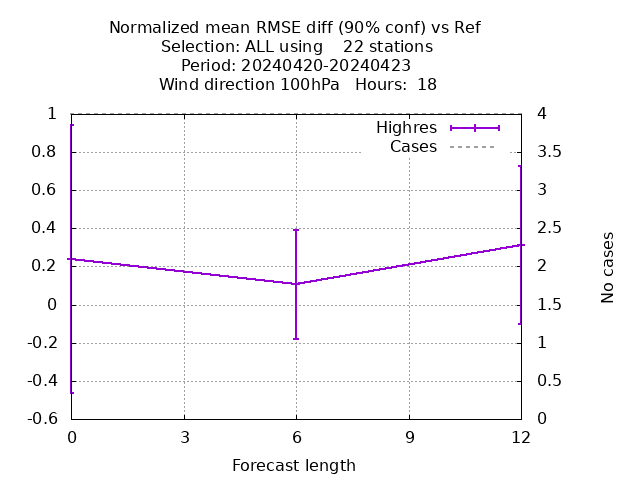 Normalized mean RMSE diff (90% conf) vs Ref
Selection: ALL using    22 stations
Period: 20240420-20240423
Wind direction 100hPa   Hours:  18
Highres
Cases
1
0.8
0.6
0.4
0.2
0
-0.2
-0.4
-0.6
4
3.5
3
2.5
2
1.5
1
0.5
0
No cases
0 3 6 9 12
Forecast length